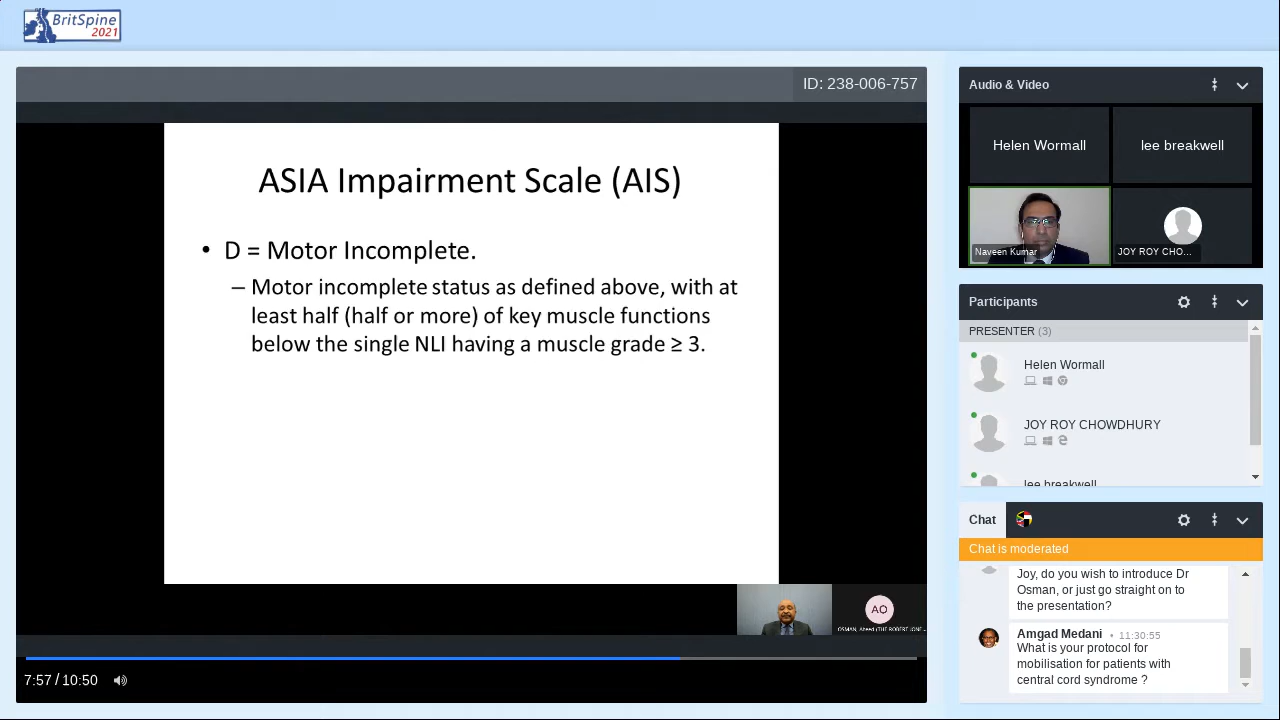 BritSpine
2021
ID: 238-006-757
ASIA Impairment Scale (AIS)
• D = Motor Incomplete.
– Motor incomplete status as defined above, with at
least half (half or more) of key muscle functions
below the single NLI having a muscle grade ≥ 3.
AO
7:57 / 10:50
Audio & Video
Helen Wormall
lee breakwell
Naveen Kumar
JOY ROY CHO...
Participants
PRESENTER (3)
Helen Wormall
JOY ROY CHOWDHURY
lee breakwell
Chat
Chat is moderated
Joy, do you wish to introduce Dr
Osman, or just go straight on to
the presentation?
Amgad Medani • 11:30:55
What is your protocol for
mobilisation for patients with
central cord syndrome ?